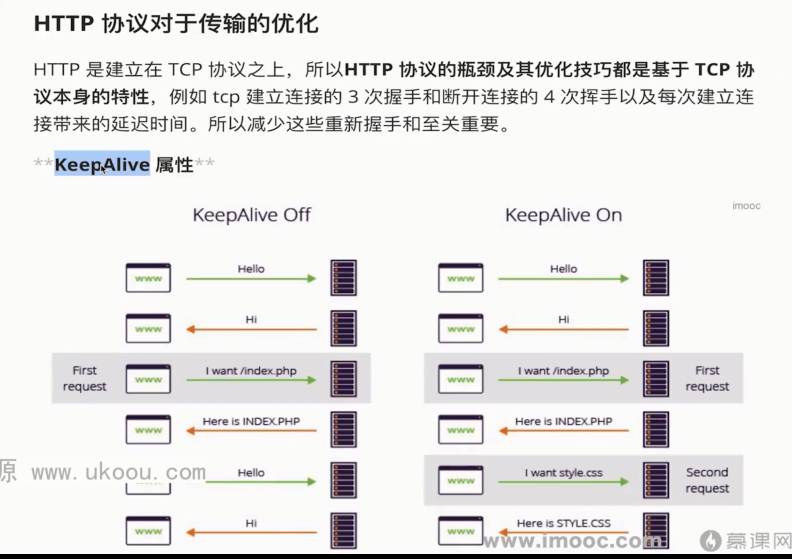 HTTP 协议对于传输的优化
HTTP 是建立在 TCP 协议之上，所以HTTP 协议的瓶颈及其优化技巧都是基于 TCP 协
议本身的特性，例如 tcp 建立连接的 3 次握手和断开连接的 4 次挥手以及每次建立连
接带来的延迟时间。所以减少这些重新握手和至关重要。
**KeepAlive 属性**
imooc
KeepAlive Off
KeepAlive On
www
Hello
www
Hello
www
Hi
www
Hi
First
request
www
I want /index.php
www
I want /index.php
First
request
www
Here is INDEX.PHP
www
Here is INDEX.PHP
原 www.ukoou.com
Hello
www
I want style.css
Second
request
www
Hi
www
Here is STYLE.CSS
www.imooc.com
慕课网